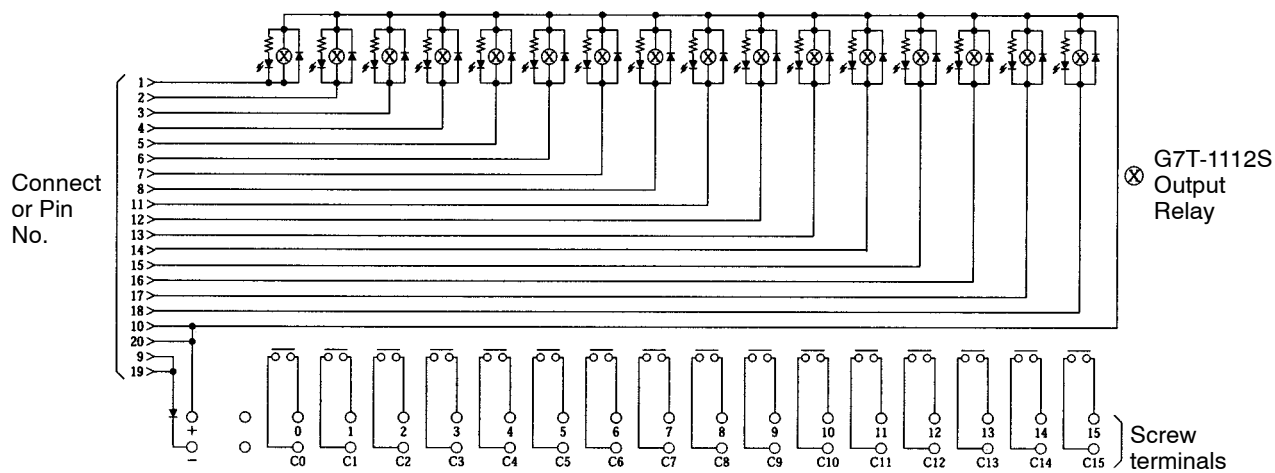 1
2
3
4
5
6
7
8
11
12
13
14
15
16
17
18
10
20
9
19
Connect
or Pin
No.
G7T-1112S
Output
Relay
+ 0 1 2 3 4 5 6 7 8 9 10 11 12 13 14 15
− C0 C1 C2 C3 C4 C5 C6 C7 C8 C9 C10 C11 C12 C13 C14 C15
Screw
terminals